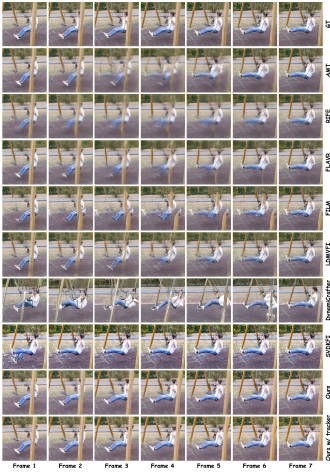 GT
AMT
RIFE
FLAVR
FILM
LDMVFI
DynamiCrafter
SVDKFI
Ours
Ours w/ tracker
Frame 1 Frame 2 Frame 3 Frame 4 Frame 5 Frame 6 Frame 7